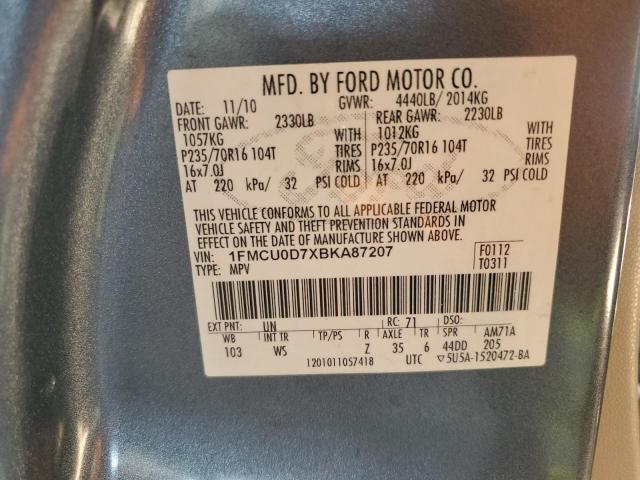 MFD. BY FORD MOTOR CO.
DATE: 11/10 GVWR: 4440LB/ 2014KG
FRONT GAWR: 2330LB REAR GAWR: 2230LB
1057KG WITH 1012KG WITH
P235/70R16 104T TIRES P235/70R16 104T TIRES
16x7.0J RIMS 16x7.0J RIMS
AT 220 kPa/ 32 PSI COLD AT 220 kPa/ 32 PSI COLD
THIS VEHICLE CONFORMS TO ALL APPLICABLE FEDERAL MOTOR
VEHICLE SAFETY AND THEFT PREVENTION STANDARDS IN
EFFECT ON THE DATE OF MANUFACTURE SHOWN ABOVE.
VIN: 1FMCU0D7XBKA87207 F0112
TYPE: MPV T0311
EXT PNT: UN RC: 71 DSO:
WB INT TR TP/PS R AXLE TR SPR AM71A
103 WS Z 35 6 44DD 205
1201011057418 UTC ▽5U5A-1520472-BA